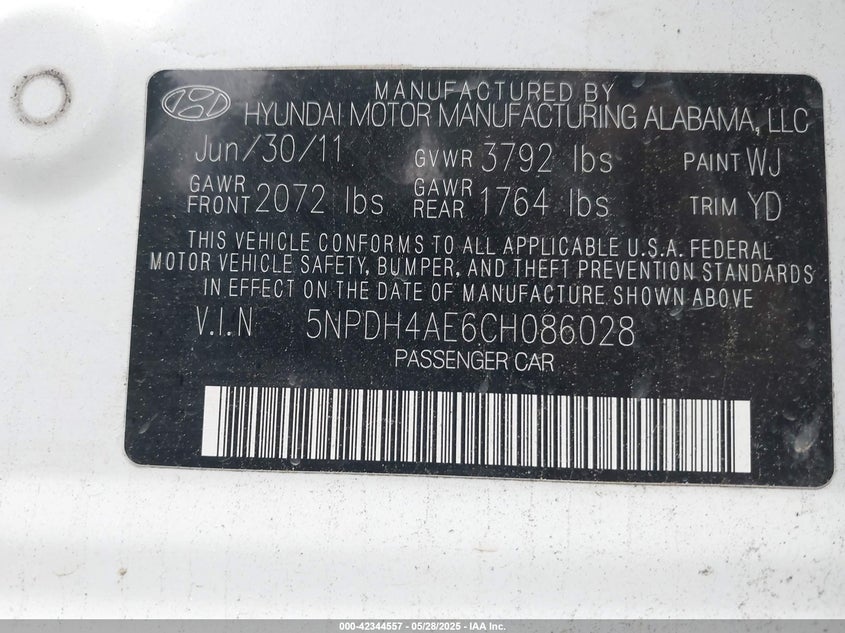 MANUFACTURED BY
HYUNDAI MOTOR MANUFACTURING ALABAMA, LLC
Jun/30/11 GVWR 3792 lbs PAINT WJ
GAWR FRONT 2072 lbs GAWR REAR 1764 lbs TRIM YD
THIS VEHICLE CONFORMS TO ALL APPLICABLE U.S.A. FEDERAL
MOTOR VEHICLE SAFETY, BUMPER, AND THEFT PREVENTION STANDARDS
IN EFFECT ON THE DATE OF MANUFACTURE SHOWN ABOVE
V.I.N 5NPDH4AE6CH086028
PASSENGER CAR
000-42344557 - 05/28/2025 - IAA Inc.